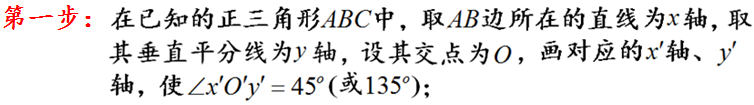 第一步：在已知的正三角形ABC中，取AB边所在的直线为x轴，取
其垂直平分线为y轴，设其交点为O，画对应的x′轴、y′
轴，使∠x′O′y′=45°(或135°)；